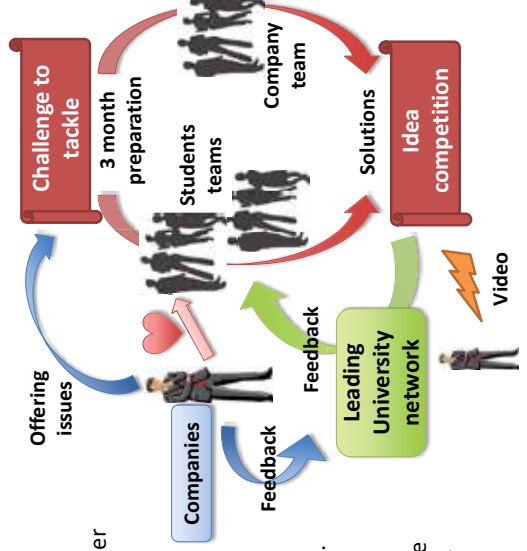 Challenge to
tackle
3 month
preparation
Students
teams
Company
team
Solutions
Idea
competition
Offering
issues
Companies
Feedback
Feedback
Leading
University
network
Video
er
.
e